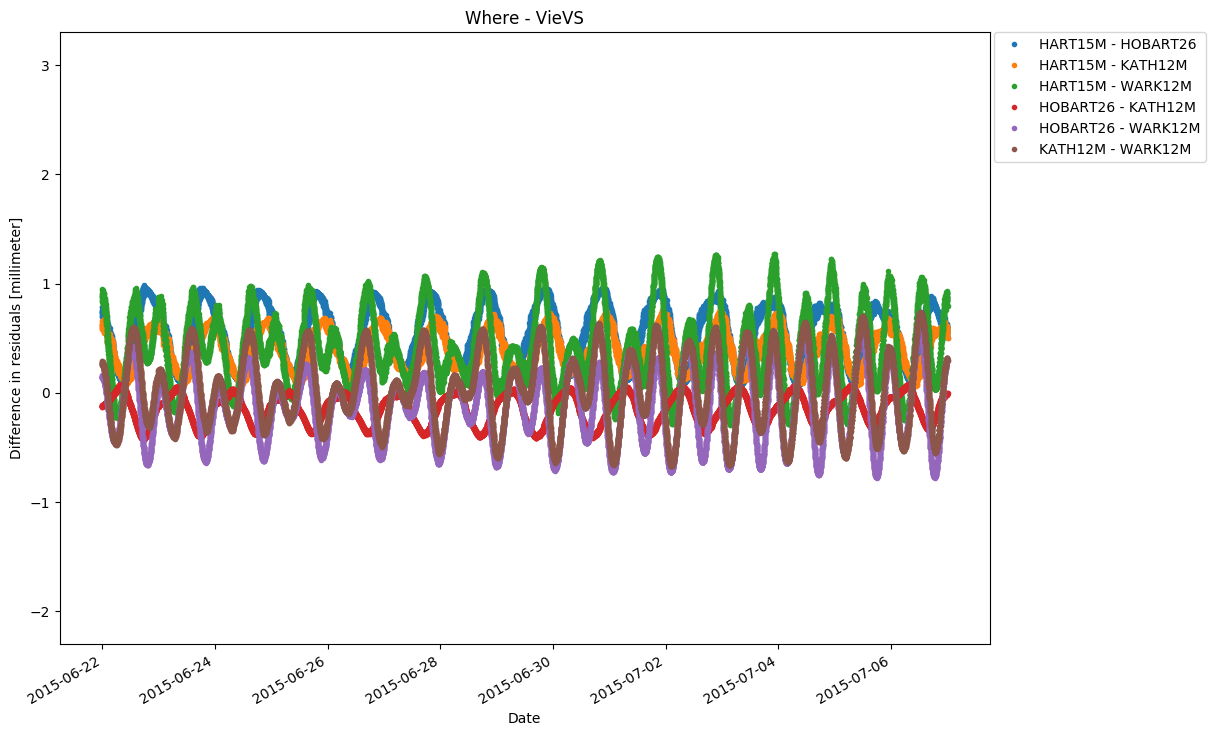 Where - VieVS
HART15M - HOBART26
HART15M - KATH12M
HART15M - WARK12M
HOBART26 - KATH12M
HOBART26 - WARK12M
KATH12M - WARK12M
Difference in residuals [millimeter]
3
2
1
0
−1
−2
2015-06-22
2015-06-24
2015-06-26
2015-06-28
2015-06-30
2015-07-02
2015-07-04
2015-07-06
Date